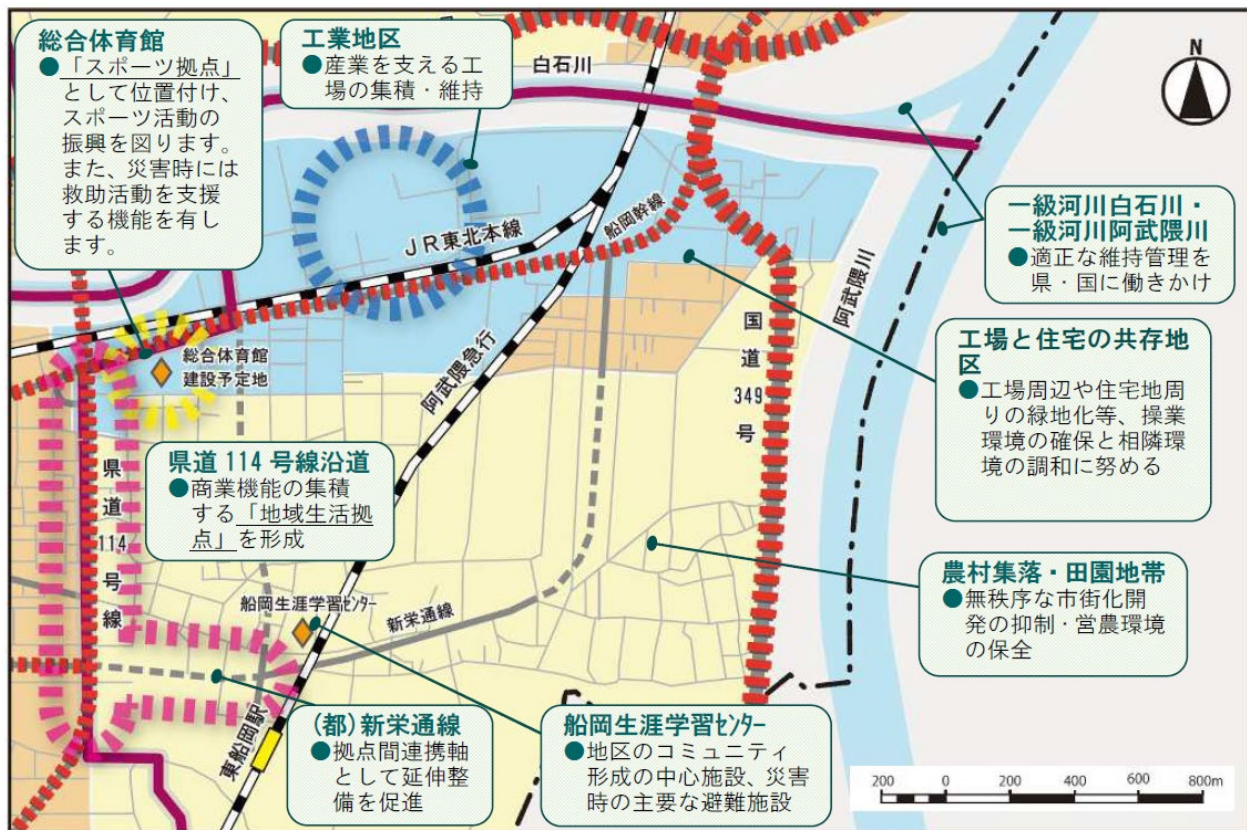 総合体育館
●「スポーツ拠点」
として位置付け、
スポーツ活動の
振興を図ります。
また、災害時には
救助活動を支援
する機能を有し
ます。
工業地区
●産業を支える工
場の集積・維持
白石川
N
一級河川白石川・
一級河川阿武隈川
●適正な維持管理を
県・国に働きかけ
JR東北本線
船岡幹線
阿武隈川
国道349号
工場と住宅の共存地
区
●工場周辺や住宅地周
りの緑地化等、操業
環境の確保と相隣環
境の調和に努める
総合体育館
建設予定地
阿武隈急行
県道114号線
県道114号線沿道
●商業機能の集積
する「地域生活拠
点」を形成
農村集落・田園地帯
●無秩序な市街化開
発の抑制・営農環境
の保全
船岡生涯学習センター
新栄通線
東船岡駅
(都)新栄通線
●拠点間連携軸
として延伸整
備を促進
船岡生涯学習センター
●地区のコミュニティ
形成の中心施設、災害
時の主要な避難施設
200 0 200 400 600 800m